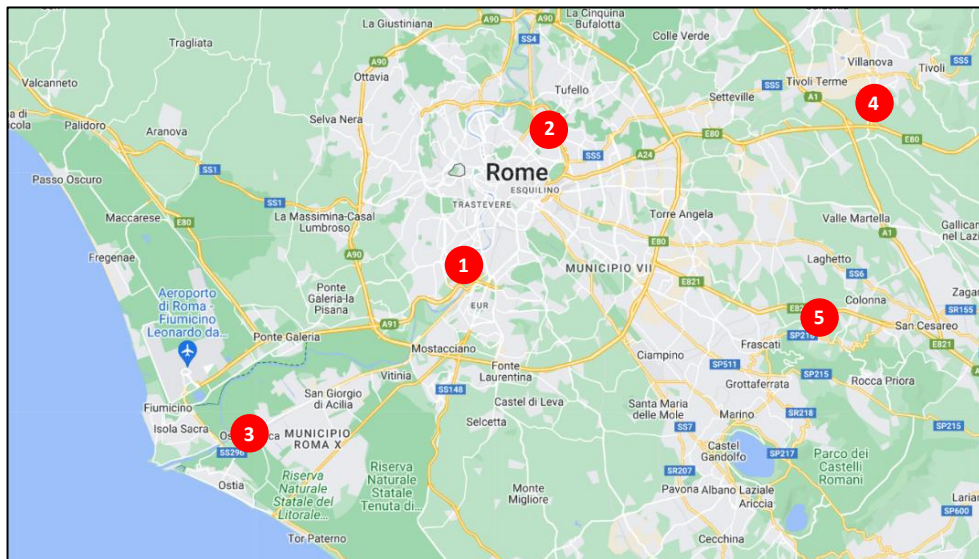 La Giustiniana
A90
SS4
La Cinquina
- Bufalotta
Colle Verde
Tragliata
A90
Ottavia
Villanova
Tivoli
SS5
Valcanneto
Tivoli Terme
SS5
Tufello
Setteville
A1
4
Palidoro
Aranova
Selva Nera
2
E80
E80
SS1
Rome
SS5
A24
Passo Oscuro
ESQUILINO
SS1
TRASTEVERE
Maccarese
E80
La Massimina-Casal
Lumbroso
Torre Angela
Valle Martella
Gallicano
nel Lazi
A1
Fregenae
A90
E80
1
MUNICIPIO VII
Laghetto
SS6
E821
Aeroporto
di Roma -
Fiumicino
Leonardo da...
Ponte
Galeria-la
Pisana
EUR
Colonna
Zagar
SR155
5
A91
San Cesareo
Ponte Galeria
SP216
E821
Mostacciano
Ciampino
Frascati
SP511
Vitinia
Fonte
Laurentina
SP215
Rocca Priora
Grottaferrata
SS148
San Giorgio
di Acilia
Castel di Leva
Fiumicino
Santa Maria
delle Mole
Marino
SR218
Selcetta
SP215
Isola Sacra
3
MUNICIPIO
ROMA X
SS7
SS296
Castel
Gandolfo
SP217
Parco dei
Castelli
Romani
Ostia
Riserva
Naturale
Statale del
Litorale...
Riserva
Naturale
Statale
Tenuta di...
SR207
Monte
Migliore
Pavona
Albano Laziale
Ariccia
Larian
SP600
Tor Paterno
Cecchina